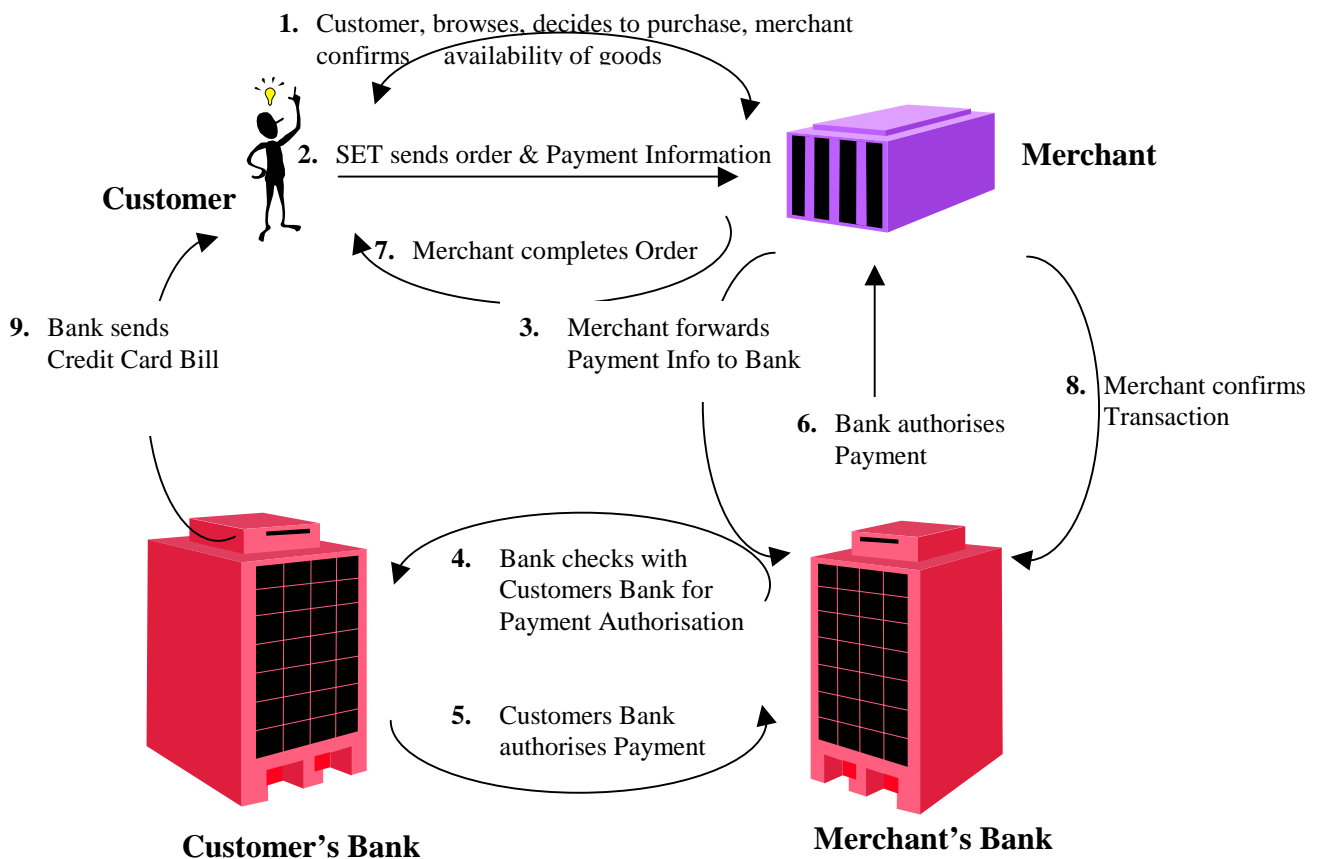 1. Customer, browses, decides to purchase, merchant
confirms availability of goods
2. SET sends order & Payment Information
Merchant
Customer
7. Merchant completes Order
9. Bank sends
Credit Card Bill
3. Merchant forwards
Payment Info to Bank
8. Merchant confirms
Transaction
6. Bank authorises
Payment
4. Bank checks with
Customers Bank for
Payment Authorisation
5. Customers Bank
authorises Payment
Customer’s Bank
Merchant’s Bank